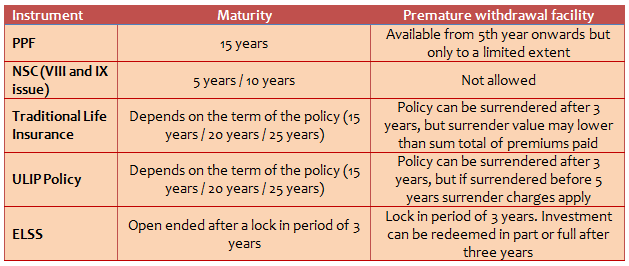 Instrument Maturity Premature withdrawal facility
PPF 15 years Available from 5th year onwards but
only to a limited extent
NSC (VIII and IX
issue) 5 years / 10 years Not allowed
Traditional Life
Insurance Depends on the term of the policy (15
years / 20 years / 25 years) Policy can be surrendered after 3
years, but surrender value may lower
than sum total of premiums paid
ULIP Policy Depends on the term of the policy (15
years / 20 years / 25 years) Policy can be surrendered after 3
years, but if surrendered before 5
years surrender charges apply
ELSS Open ended after a lock in period of 3
years Lock in period of 3 years. Investment
can be redeemed in part or full after
three years